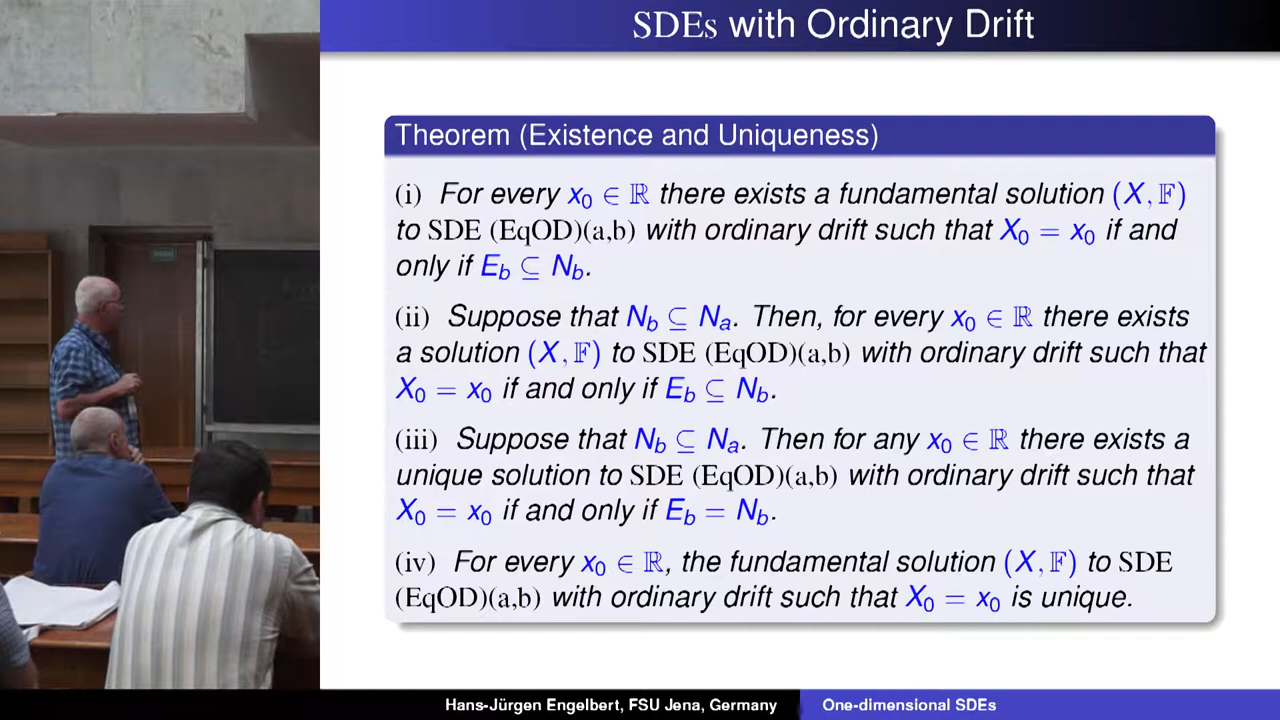 SDEs with Ordinary Drift
Theorem (Existence and Uniqueness)
(i) For every x₀ ∈ ℝ there exists a fundamental solution (X, 𝔽)
to SDE (EqOD)(a,b) with ordinary drift such that X₀ = x₀ if and
only if E_b ⊆ N_b.
(ii) Suppose that N_b ⊆ N_a. Then, for every x₀ ∈ ℝ there exists
a solution (X, 𝔽) to SDE (EqOD)(a,b) with ordinary drift such that
X₀ = x₀ if and only if E_b ⊆ N_b.
(iii) Suppose that N_b ⊆ N_a. Then for any x₀ ∈ ℝ there exists a
unique solution to SDE (EqOD)(a,b) with ordinary drift such that
X₀ = x₀ if and only if E_b = N_b.
(iv) For every x₀ ∈ ℝ, the fundamental solution (X, 𝔽) to SDE
(EqOD)(a,b) with ordinary drift such that X₀ = x₀ is unique.
Hans-Jürgen Engelbert, FSU Jena, Germany
One-dimensional SDEs